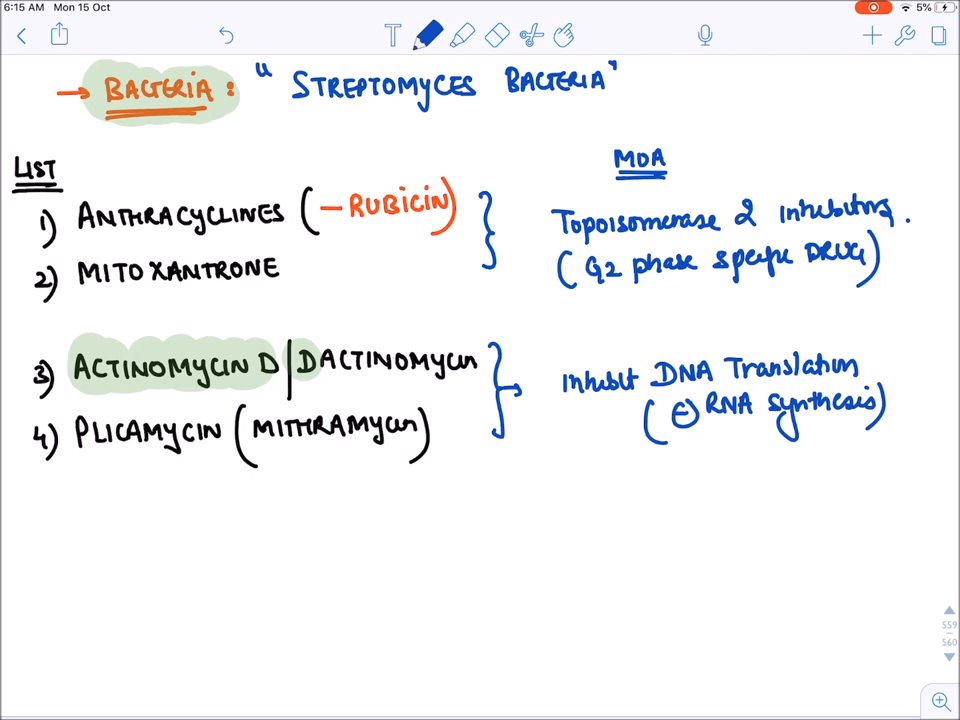 6:15 AM Mon 15 Oct
5%
T
→ BACTERIA : " STREPTOMYCES BACTERIA"
LIST
MOA
1) ANTHRACYCLINES (- RUBICIN)
Topoisomerase 2 inhibitors.
2) MITOXANTRONE
(G2 phase specific DRUG)
3) ACTINOMYCIN D | DACTINOMYCIN
Inhibit DNA Translation
4) PLICAMYCIN (MITHRAMYCIN)
(⊖ RNA synthesis)
559
560